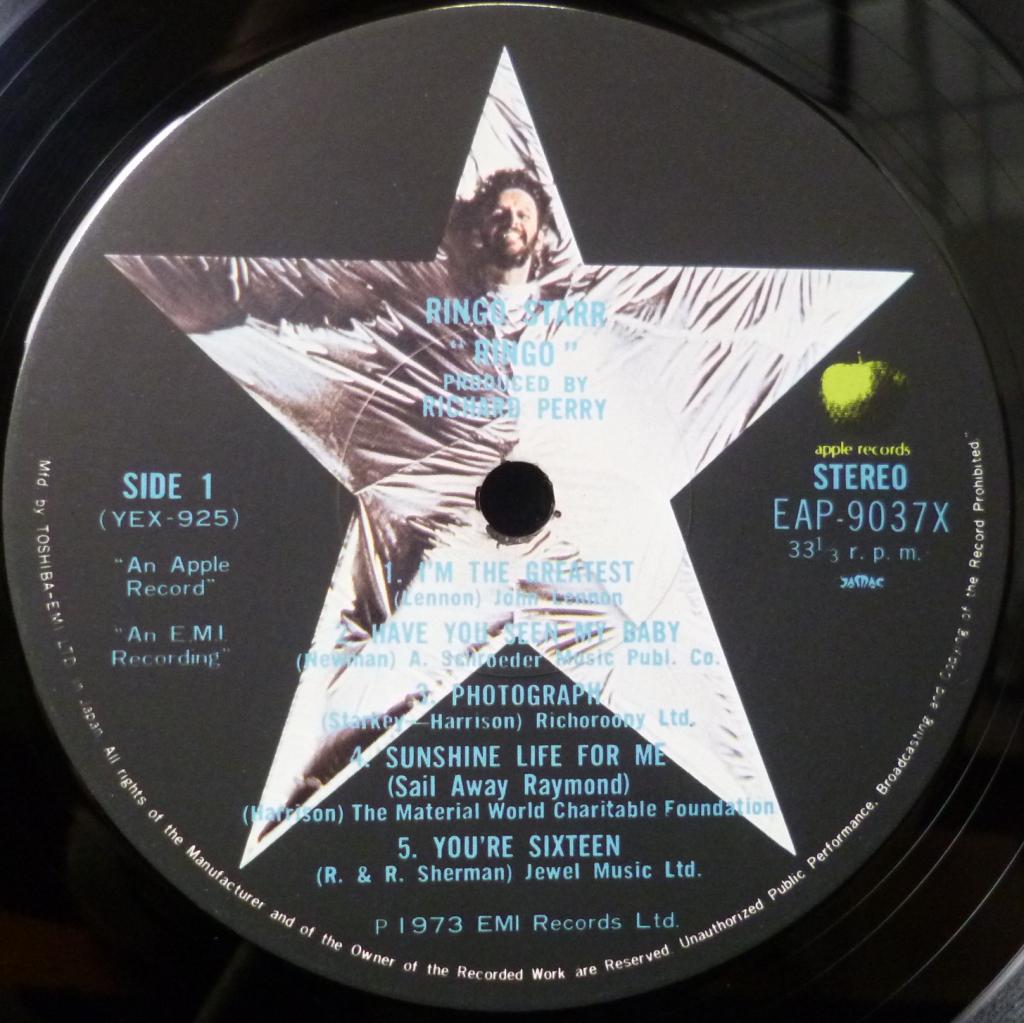 RINGO STARR
"RINGO"
PRODUCED BY
RICHARD PERRY
apple records
STEREO
EAP-9037X
33 1/3 r. p. m.
JASRAC
SIDE 1
(YEX-925)
"An Apple
Record"
"An E.M.I.
Recording"
1. I'M THE GREATEST
(Lennon) John Lennon
2. HAVE YOU SEEN MY BABY
(Newman) A. Schroeder Music Publ. Co.
3. PHOTOGRAPH
(Starkey—Harrison) Richoroony Ltd.
4. SUNSHINE LIFE FOR ME
(Sail Away Raymond)
(Harrison) The Material World Charitable Foundation
5. YOU'RE SIXTEEN
(R. & R. Sherman) Jewel Music Ltd.
P 1973 EMI Records Ltd.
Mfd by TOSHIBA-EMI LTD. in Japan. All rights of the Manufacturer and of the Owner of the Recorded Work are Reserved. Unauthorized Public Performance. Broadcasting and Copying of the Record Prohibited.